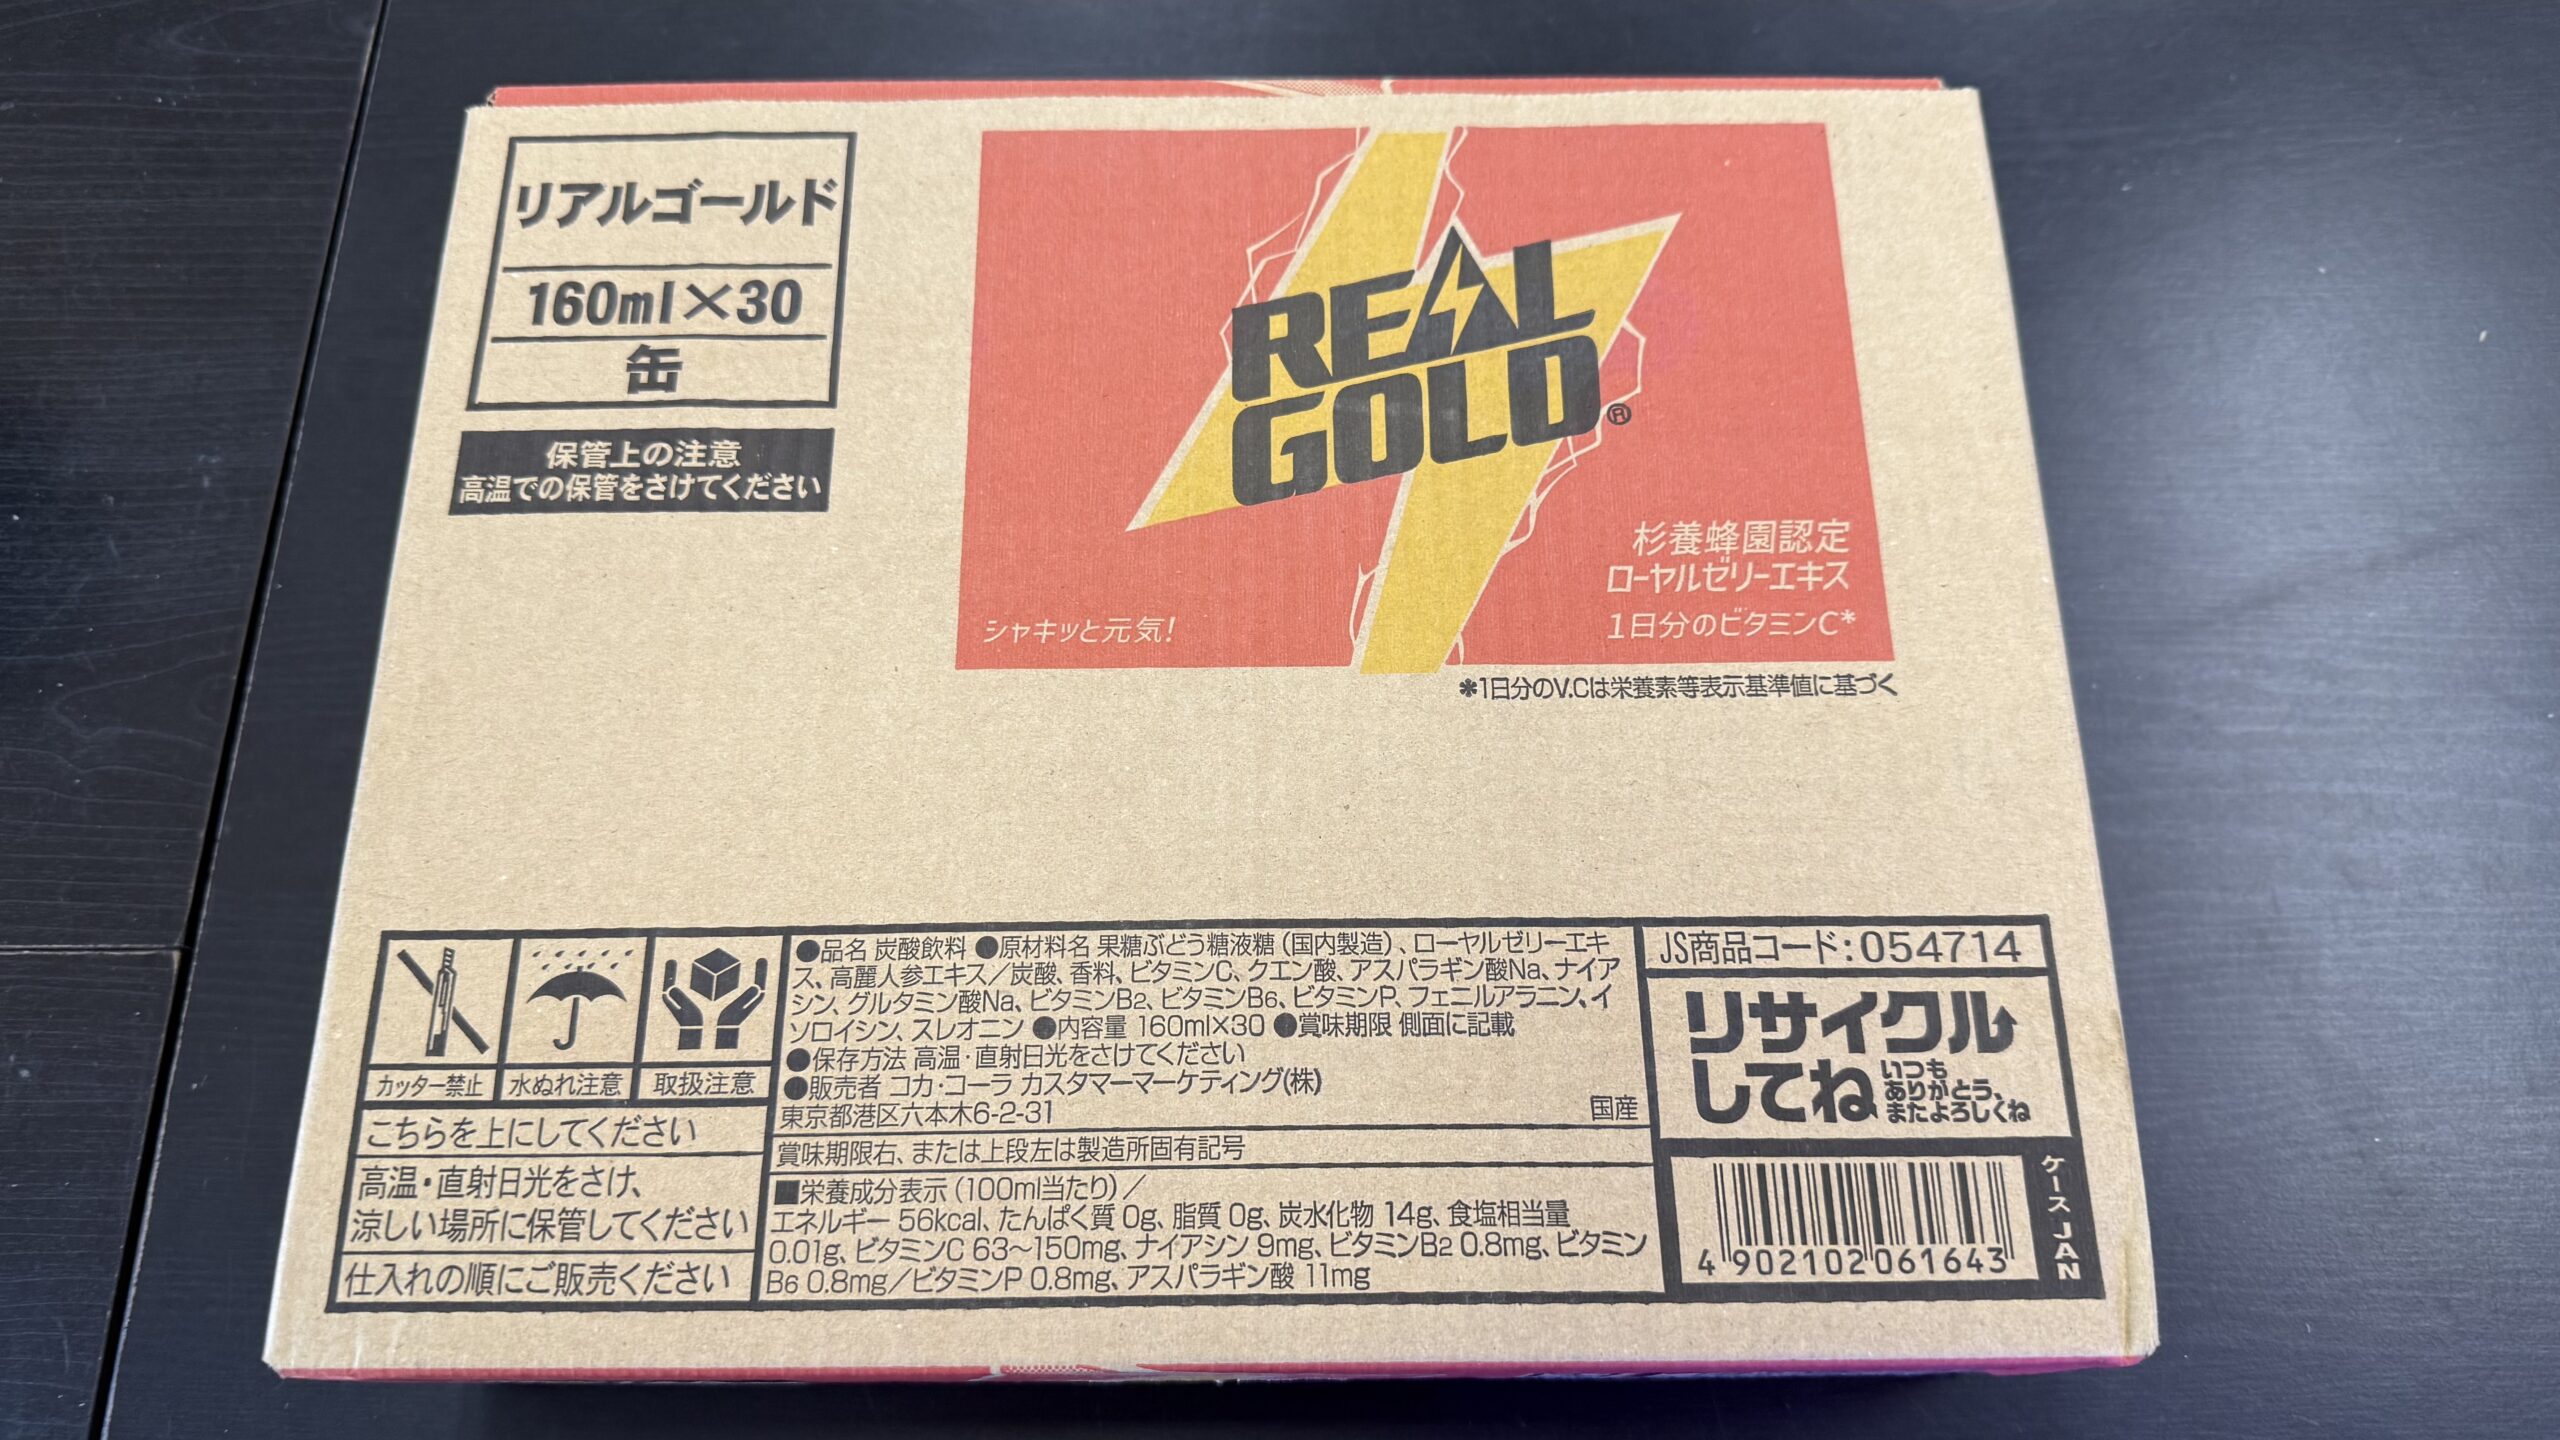 リアルゴールド
160ml×30
缶
保管上の注意
高温での保管をさけてください
REAL
GOLD®
杉養蜂園認定
ローヤルゼリーエキス
1日分のビタミンC*
シャキッと元気!
*1日分のV.Cは栄養素等表示基準値に基づく
カッター禁止
水ぬれ注意
取扱注意
こちらを上にしてください
高温・直射日光をさけ、
涼しい場所に保管してください
仕入れの順にご販売ください
●品名 炭酸飲料 ●原材料名 果糖ぶどう糖液糖(国内製造)、ローヤルゼリーエキ
ス、高麗人参エキス/炭酸、香料、ビタミンC、クエン酸、アスパラギン酸Na、ナイア
シン、グルタミン酸Na、ビタミンB2、ビタミンB6、ビタミンP、フェニルアラニン、イ
ソロイシン、スレオニン ●内容量 160ml×30 ●賞味期限 側面に記載
●保存方法 高温・直射日光をさけてください
●販売者 コカ・コーラ カスタマーマーケティング(株)
東京都港区六本木6-2-31
国産
賞味期限右、または上段左は製造所固有記号
■栄養成分表示(100ml当たり)/
エネルギー 56kcal、たんぱく質 0g、脂質 0g、炭水化物 14g、食塩相当量
0.01g、ビタミンC 63~150mg、ナイアシン 9mg、ビタミンB2 0.8mg、ビタミン
B6 0.8mg/ビタミンP 0.8mg、アスパラギン酸 11mg
JS商品コード:054714
リサイクル
してね
いつも
ありがとう、
またよろしくね
4 902102 061643
ケース JAN